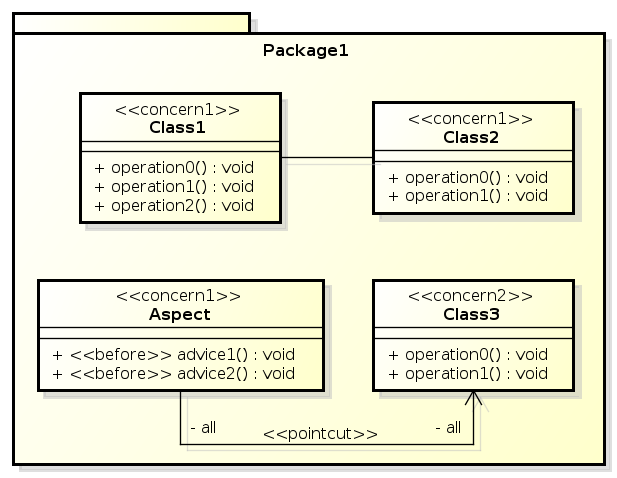 Package1
<<concern1>>
Class1
+ operation0() : void
+ operation1() : void
+ operation2() : void
<<concern1>>
Class2
+ operation0() : void
+ operation1() : void
<<concern1>>
Aspect
+ <<before>> advice1() : void
+ <<before>> advice2() : void
<<concern2>>
Class3
+ operation0() : void
+ operation1() : void
- all
<<pointcut>>
- all